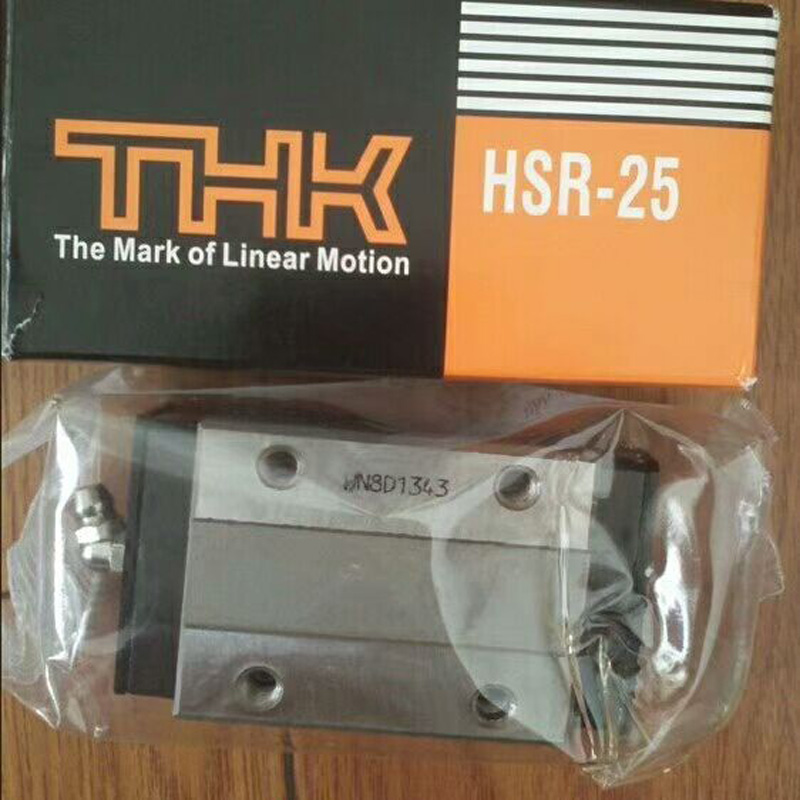 THK
The Mark of Linear Motion
HSR-25
WN8D1343